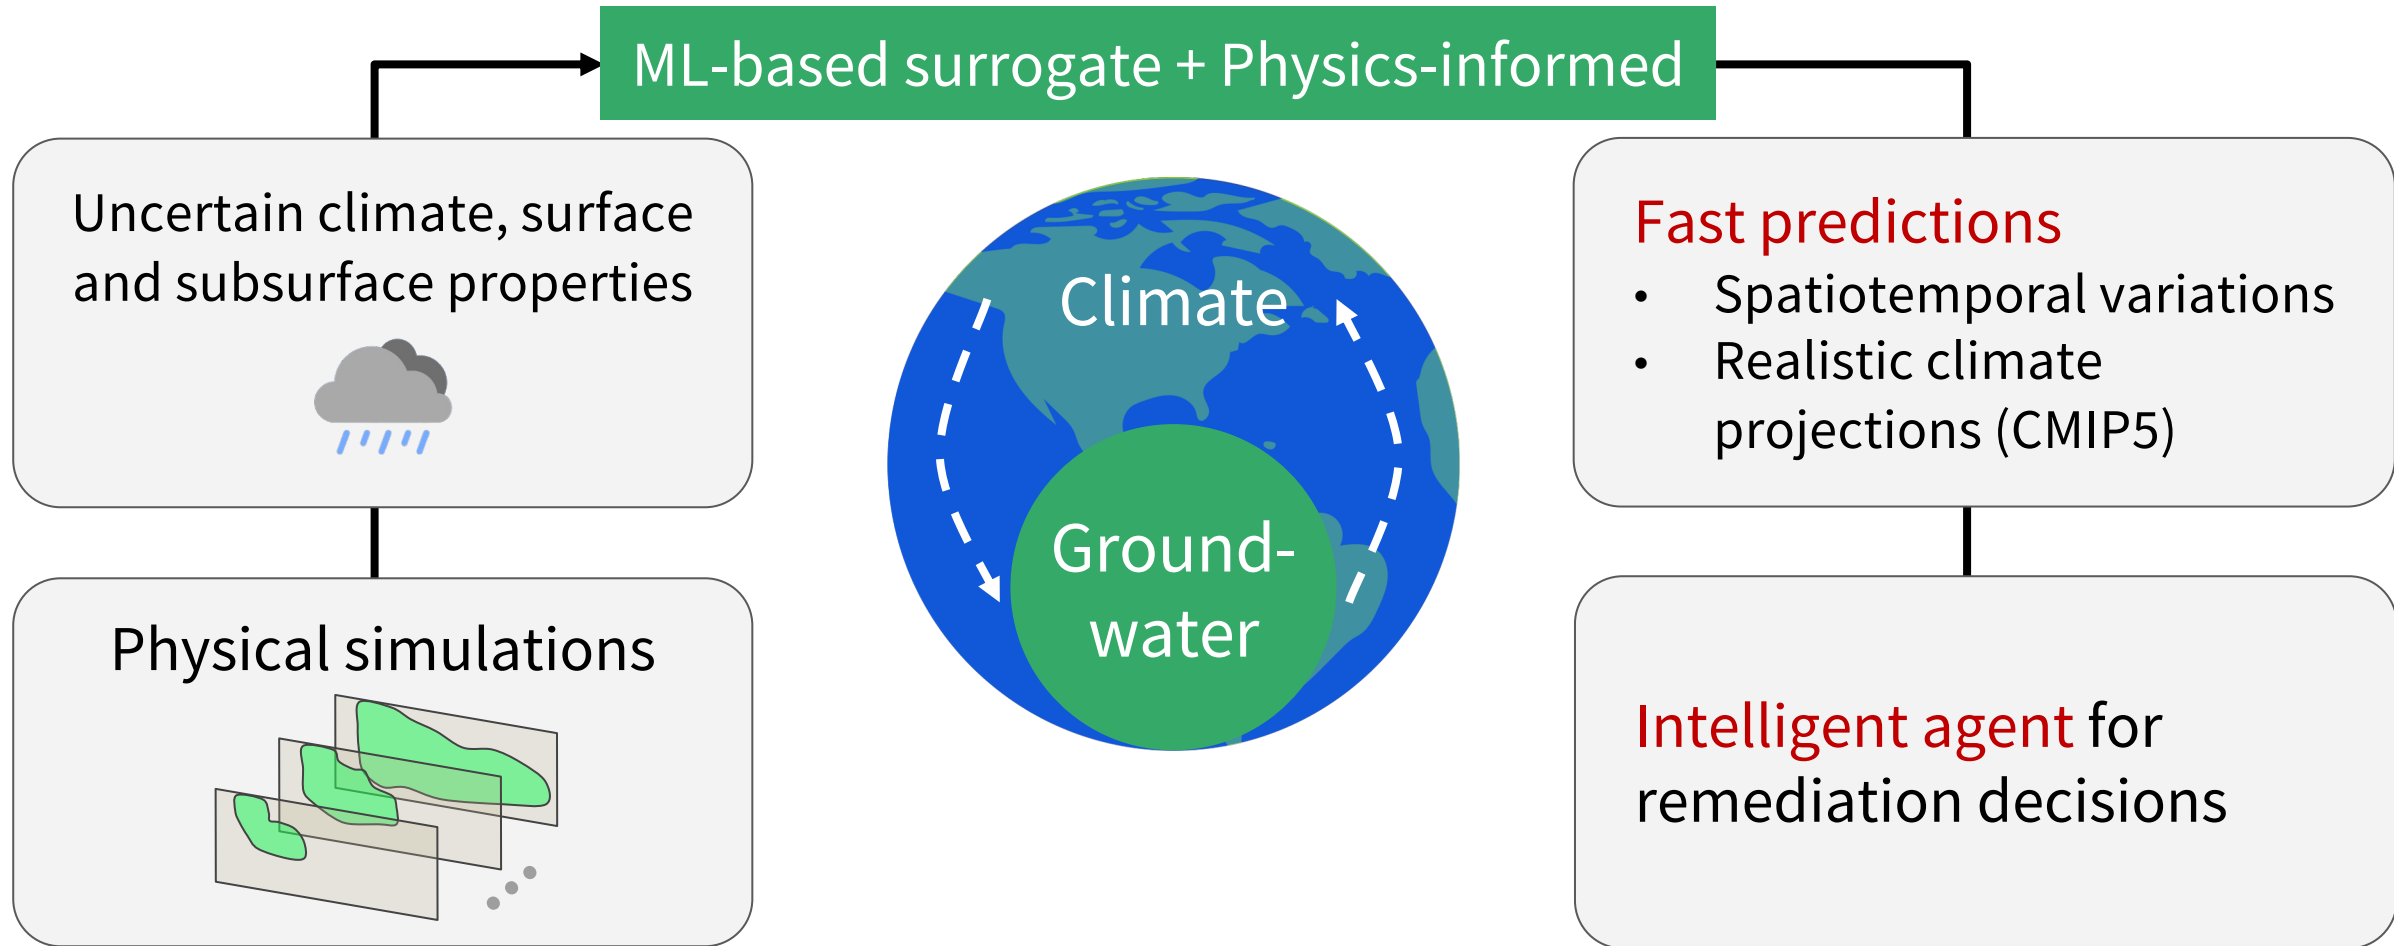 ML-based surrogate + Physics-informed
Uncertain climate, surface
and subsurface properties
Physical simulations
Climate
Ground-
water
Fast predictions
• Spatiotemporal variations
• Realistic climate
projections (CMIP5)
Intelligent agent for
remediation decisions